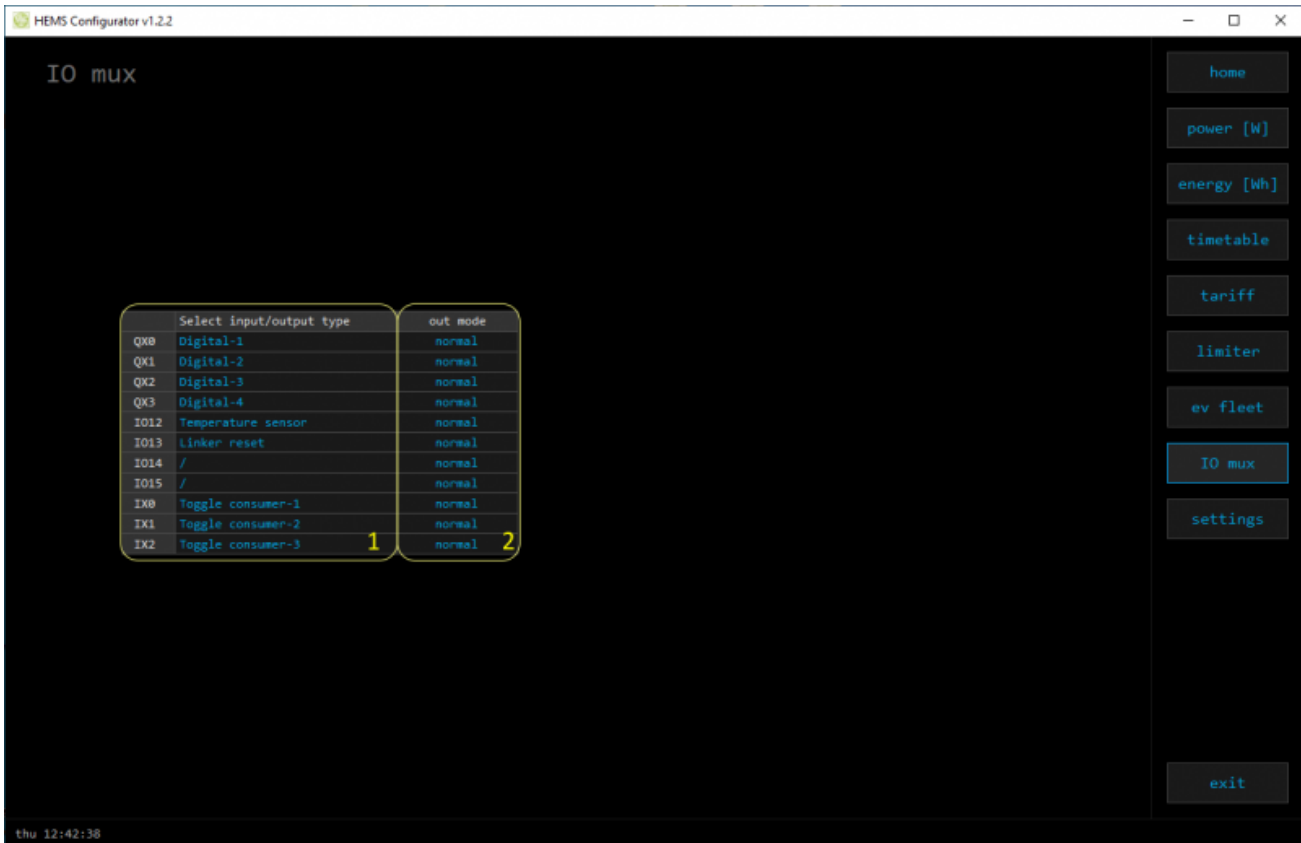 HEMS Configurator v1.2.2
IO mux
home
power [W]
energy [Wh]
timetable
tariff
limiter
ev fleet
IO mux
settings
exit
Select input/output type out mode
QX0 Digital-1 normal
QX1 Digital-2 normal
QX2 Digital-3 normal
QX3 Digital-4 normal
IO12 Temperature sensor normal
IO13 Linker reset normal
IO14 / normal
IO15 / normal
IX0 Toggle consumer-1 normal
IX1 Toggle consumer-2 normal
IX2 Toggle consumer-3 1 normal 2
thu 12:42:38